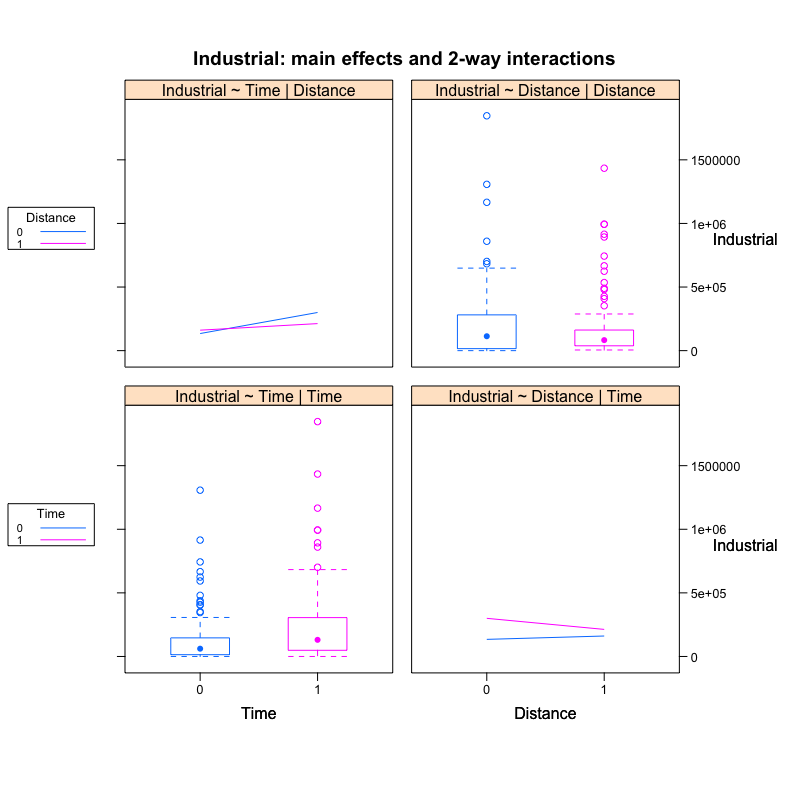 Industrial: main effects and 2-way interactions
Industrial ~ Time | Distance
Industrial ~ Distance | Distance
Distance
0
1
1500000
1e+06
Industrial
5e+05
0
Industrial ~ Time | Time
Industrial ~ Distance | Time
Time
0
1
1500000
1e+06
Industrial
5e+05
0
0 1
0 1
Time
Distance